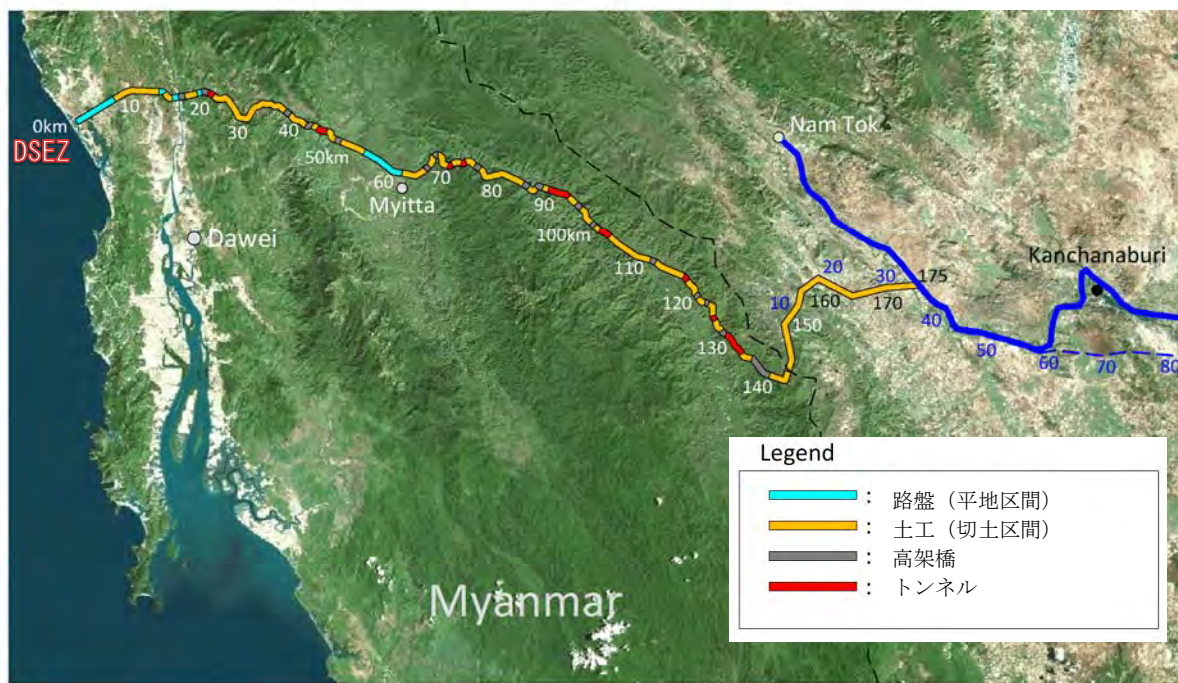 0km
DSEZ
10
20
30
40
50km
60
Myitta
Dawei
70
80
90
100km
110
120
130
140
150
160
170
175
Nam Tok
10
20
30
40
50
60
70
80
Kanchanaburi
Myanmar
Legend
: 路盤（平地区間）
: 土工（切土区間）
: 高架橋
: トンネル